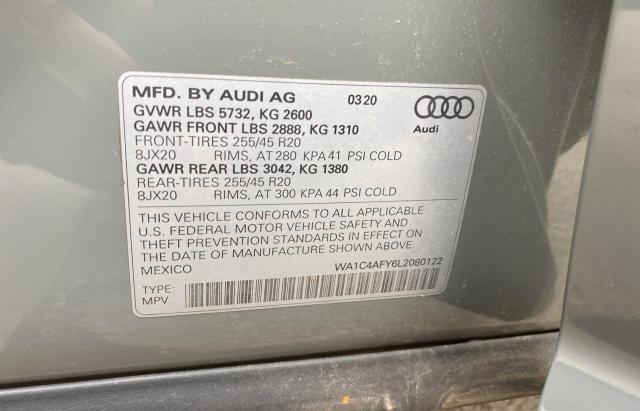 MFD. BY AUDI AG 0320
GVWR LBS 5732, KG 2600
GAWR FRONT LBS 2888, KG 1310
FRONT-TIRES 255/45 R20
8JX20 RIMS, AT 280 KPA 41 PSI COLD
GAWR REAR LBS 3042, KG 1380
REAR-TIRES 255/45 R20
8JX20 RIMS, AT 300 KPA 44 PSI COLD
Audi
THIS VEHICLE CONFORMS TO ALL APPLICABLE
U.S. FEDERAL MOTOR VEHICLE SAFETY AND
THEFT PREVENTION STANDARDS IN EFFECT ON
THE DATE OF MANUFACTURE SHOWN ABOVE.
MEXICO WA1C4AFY6L2080122
TYPE:
MPV